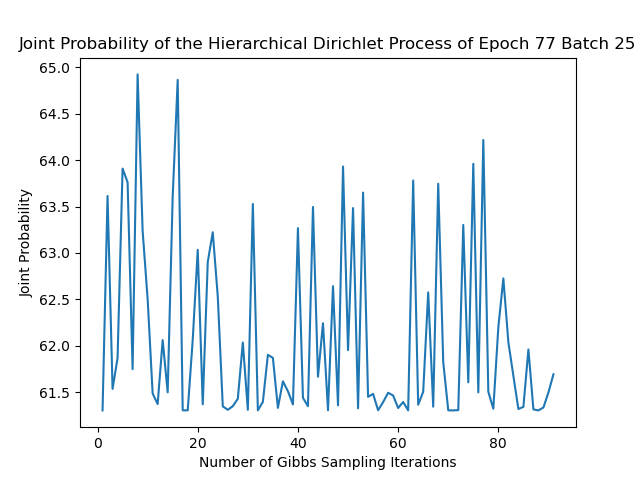 Joint Probability of the Hierarchical Dirichlet Process of Epoch 77 Batch 25
65.0
64.5
64.0
63.5
63.0
62.5
62.0
61.5
Joint Probability
0 20 40 60 80
Number of Gibbs Sampling Iterations